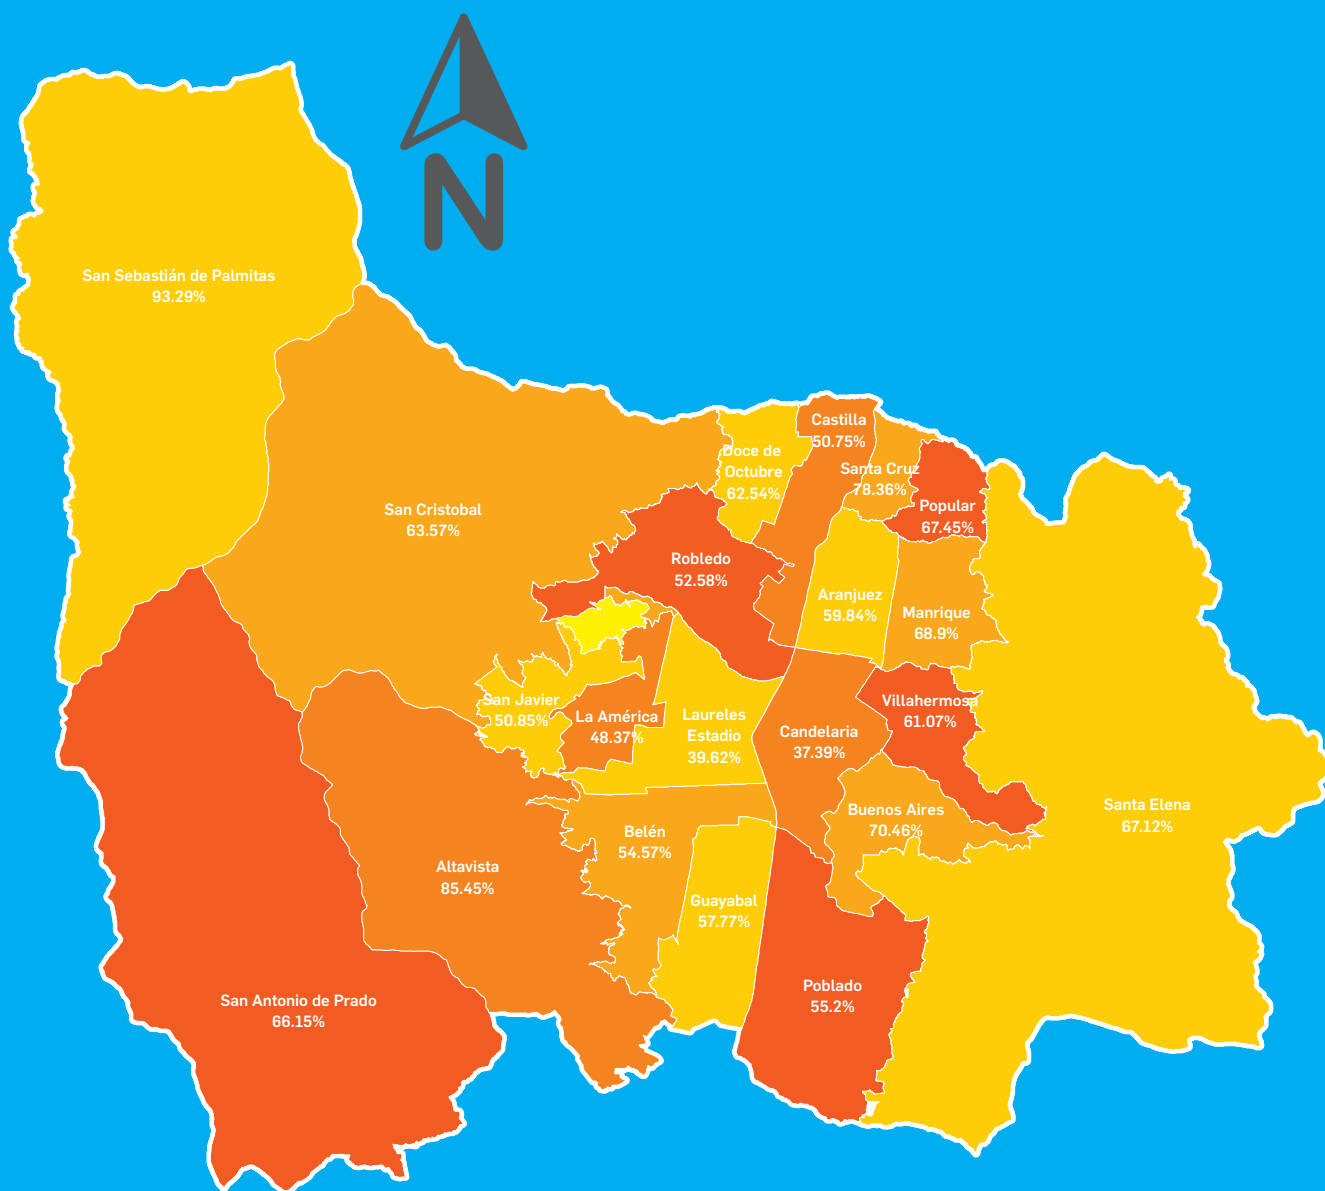 N
San Sebastián de Palmitas
93.29%
San Cristobal
63.57%
Doce de
Octubre
62.54%
Castilla
50.75%
Santa Cruz
78.36%
Popular
67.45%
Robledo
52.58%
Aranjuez
59.84%
Manrique
68.9%
San Javier
50.85%
La América
48.37%
Laureles
Estadio
39.62%
Candelaria
37.39%
Villahermosa
61.07%
Buenos Aires
70.46%
Santa Elena
67.12%
Belén
54.57%
Altavista
85.45%
Guayabal
57.77%
Poblado
55.2%
San Antonio de Prado
66.15%